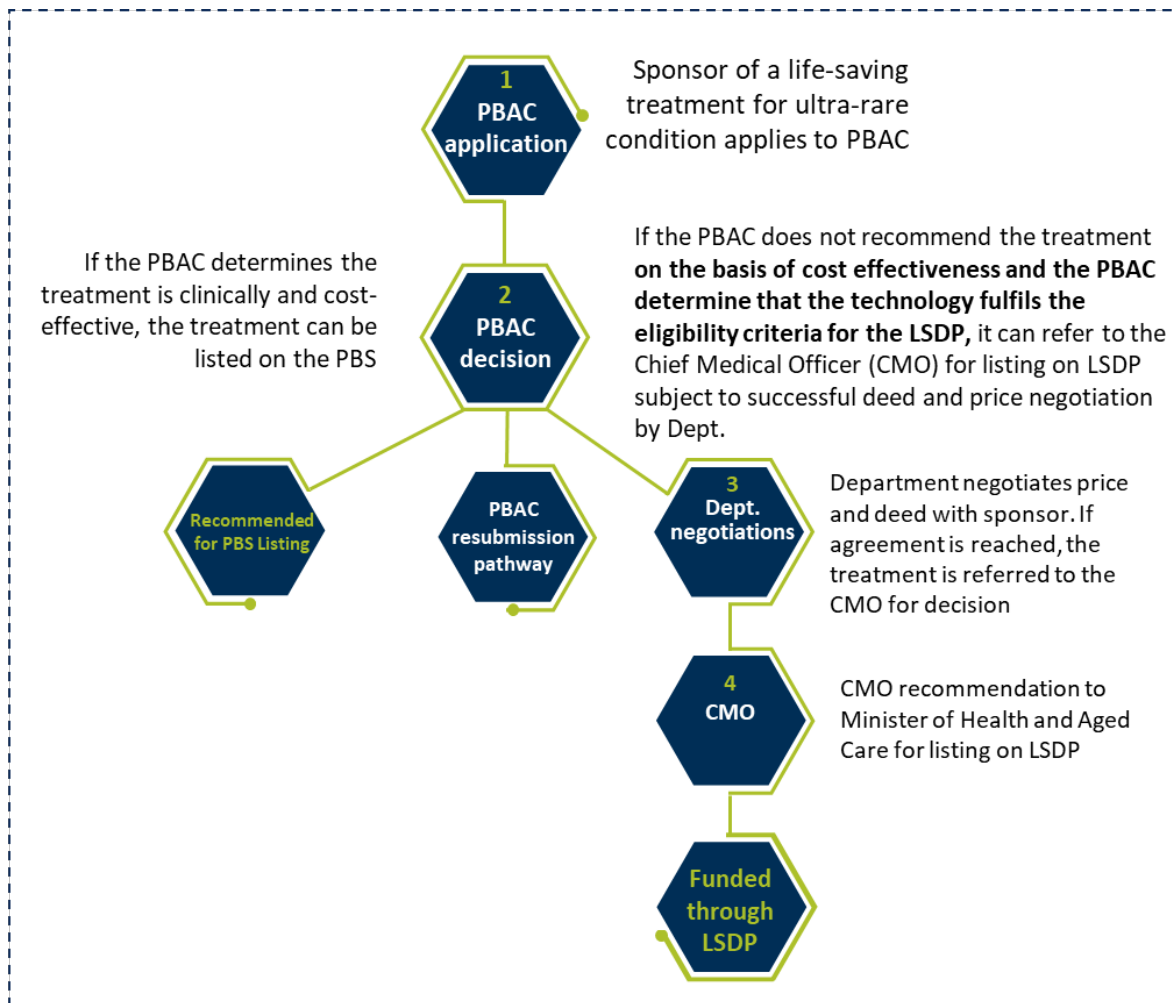 1
PBAC
application
Sponsor of a life-saving
treatment for ultra-rare
condition applies to PBAC
If the PBAC determines the
treatment is clinically and cost-
effective, the treatment can be
listed on the PBS
2
PBAC
decision
If the PBAC does not recommend the treatment
on the basis of cost effectiveness and the PBAC
determine that the technology fulfils the
eligibility criteria for the LSDP, it can refer to the
Chief Medical Officer (CMO) for listing on LSDP
subject to successful deed and price negotiation
by Dept.
Recommended
for PBS Listing
PBAC
resubmission
pathway
3
Dept.
negotiations
Department negotiates price
and deed with sponsor. If
agreement is reached, the
treatment is referred to the
CMO for decision
4
CMO
CMO recommendation to
Minister of Health and Aged
Care for listing on LSDP
Funded
through
LSDP